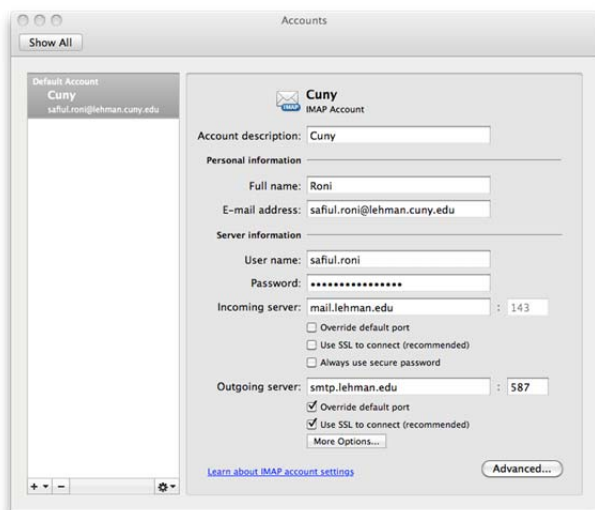 Accounts
Show All
Default Account
Cuny
safiul.roni@lehman.cuny.edu
Cuny
IMAP
IMAP Account
Account description: Cuny
Personal information
Full name: Roni
E-mail address: safiul.roni@lehman.cuny.edu
Server information
User name: safiul.roni
Password: ••••••••••••••••
Incoming server: mail.lehman.edu : 143
Override default port
Use SSL to connect (recommended)
Always use secure password
Outgoing server: smtp.lehman.edu : 587
Override default port
Use SSL to connect (recommended)
More Options...
Learn about IMAP account settings
Advanced...